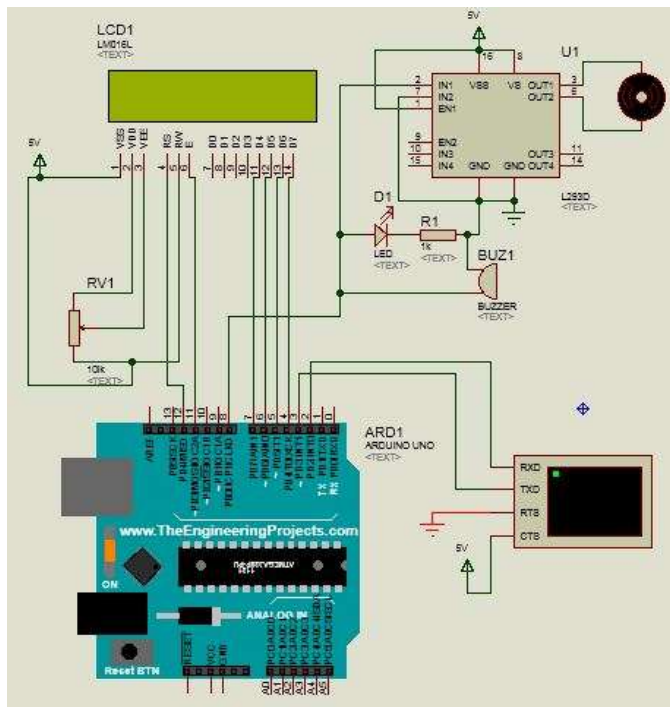 LCD1
LM016L
<TEXT>
5V
VSS VDD VEE RS RW E D0 D1 D2 D3 D4 D5 D6 D7
1 2 3 4 5 6 7 8 9 10 11 12 13 14
RV1
10k
<TEXT>
5V
U1
16 8
2 IN1 VSS VS OUT1 3
7 IN2 OUT2 6
1 EN1
9 EN2
10 IN3 OUT3 11
15 IN4 GND GND OUT4 14
L293D
<TEXT>
D1
LED
<TEXT>
R1
1k
<TEXT>
BUZ1
BUZZER
<TEXT>
13 12 11 10 9 8 7 6 5 4 3 2 1 0
AREF
TX
RX
ARD1
ARDUINO UNO
<TEXT>
www.TheEngineeringProjects.com
ON
ANALOG IN
Reset BTN
RESET
VCC
GND
A0 A1 A2 A3 A4 A5
RXD
TXD
RTS
CTS
5V